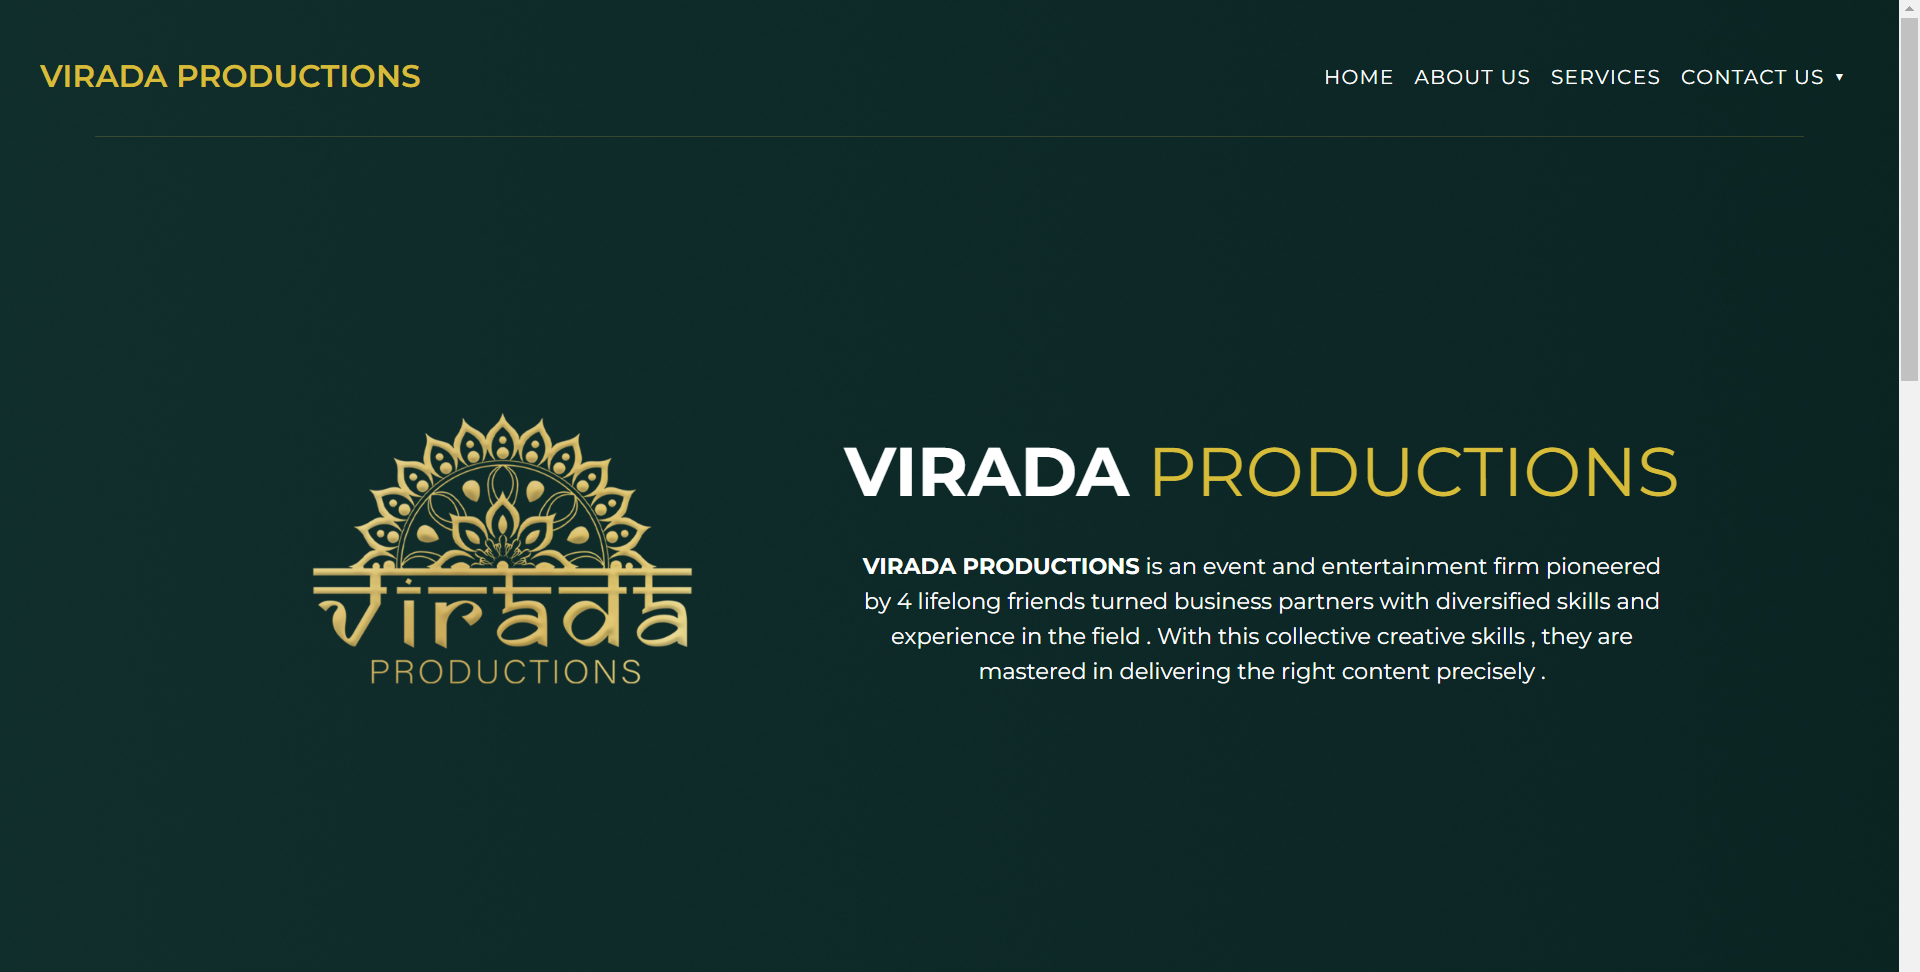 VIRADA PRODUCTIONS
HOME ABOUT US SERVICES CONTACT US ▼
virada
PRODUCTIONS
VIRADA PRODUCTIONS
VIRADA PRODUCTIONS is an event and entertainment firm pioneered
by 4 lifelong friends turned business partners with diversified skills and
experience in the field . With this collective creative skills , they are
mastered in delivering the right content precisely .